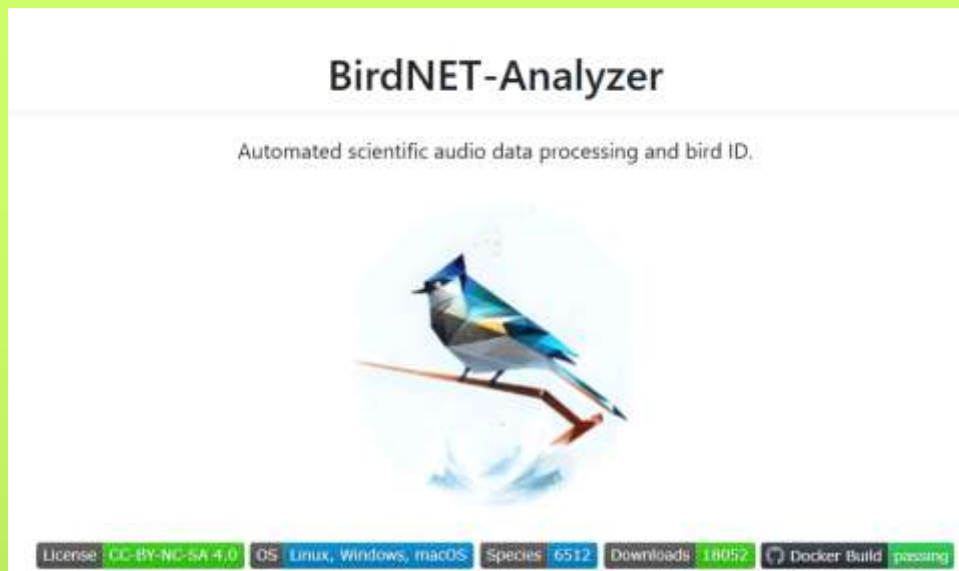 BirdNET-Analyzer
Automated scientific audio data processing and bird ID.
License CC-BY-NC-SA 4.0 OS Linux, Windows, macOS Species 6512 Downloads 18052 Docker Build passing